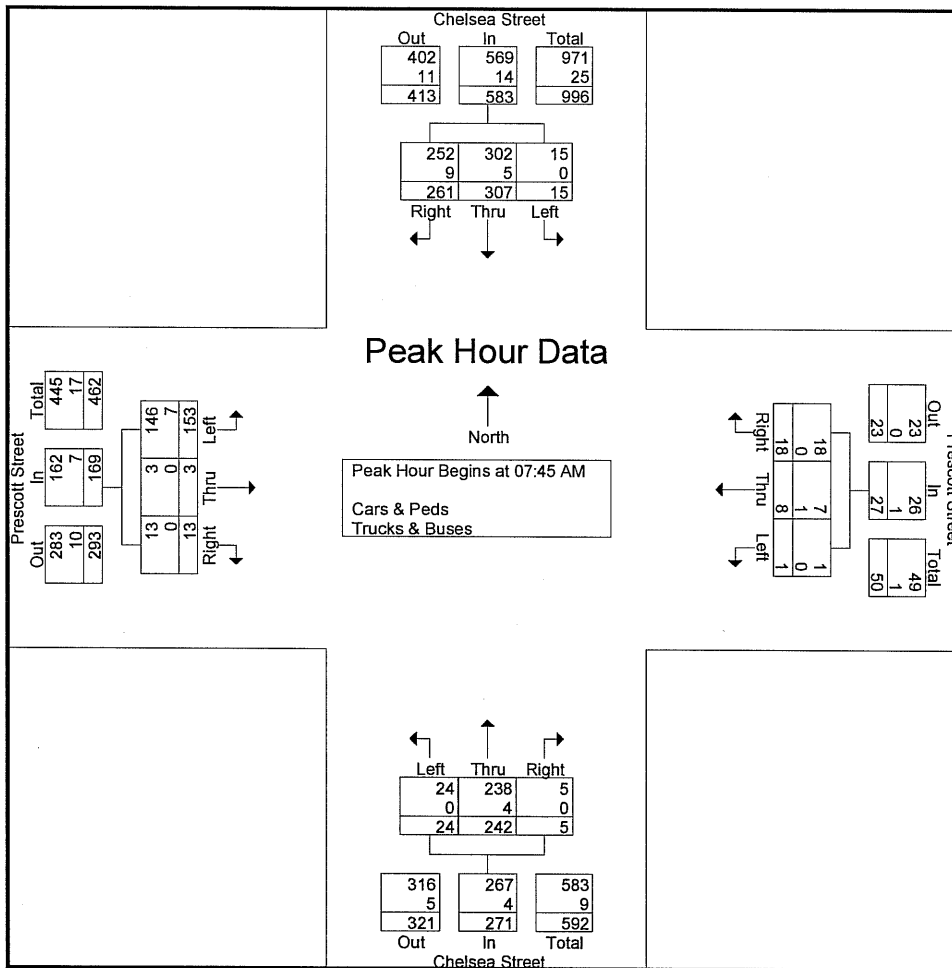 Chelsea Street
Out In Total
402 569 971
11 14 25
413 583 996
252 302 15
9 5 0
261 307 15
Right Thru Left
Peak Hour Data
North
Peak Hour Begins at 07:45 AM
Cars & Peds
Trucks & Buses
Prescott Street
Total In Out
445 162 283
17 7 10
462 169 293
146 3 13
7 0 0
153 3 13
Left Thru Right
Prescott Street
Out In Total
23 26 49
0 1 1
23 27 50
18 7 1
0 1 0
18 8 1
Right Thru Left
Left Thru Right
24 238 5
0 4 0
24 242 5
316 267 583
5 4 9
321 271 592
Out In Total
Chelsea Street